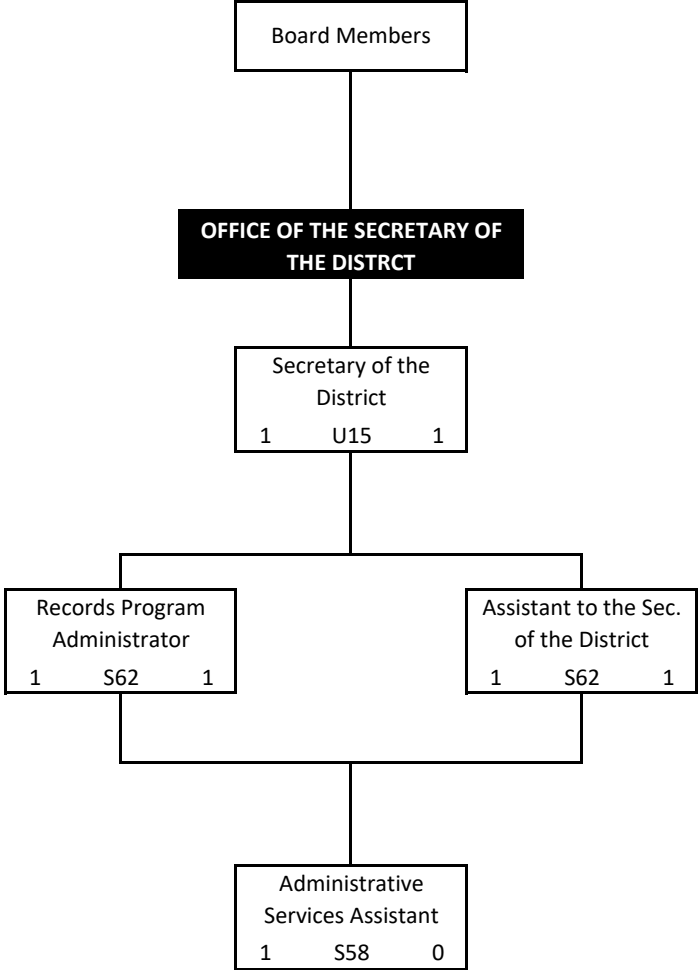 Board Members
OFFICE OF THE SECRETARY OF
THE DISTRCT
Secretary of the
District
1 U15 1
Records Program
Administrator
1 S62 1
Assistant to the Sec.
of the District
1 S62 1
Administrative
Services Assistant
1 S58 0